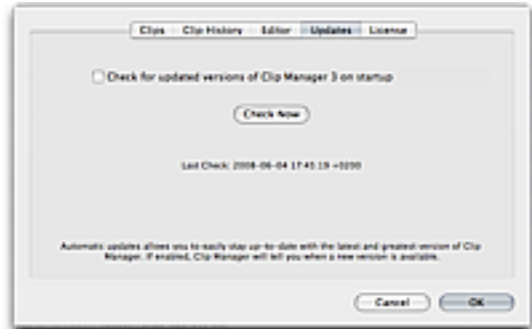 Clips Clip History Editor Updates License
Check for updated versions of Clip Manager 3 on startup
Check Now
Last Check: 2008-06-04 17:45:19 +0200
Automatic updates allows you to easily stay up-to-date with the latest and greatest version of Clip
Manager. If enabled, Clip Manager will tell you when a new version is available.
Cancel OK